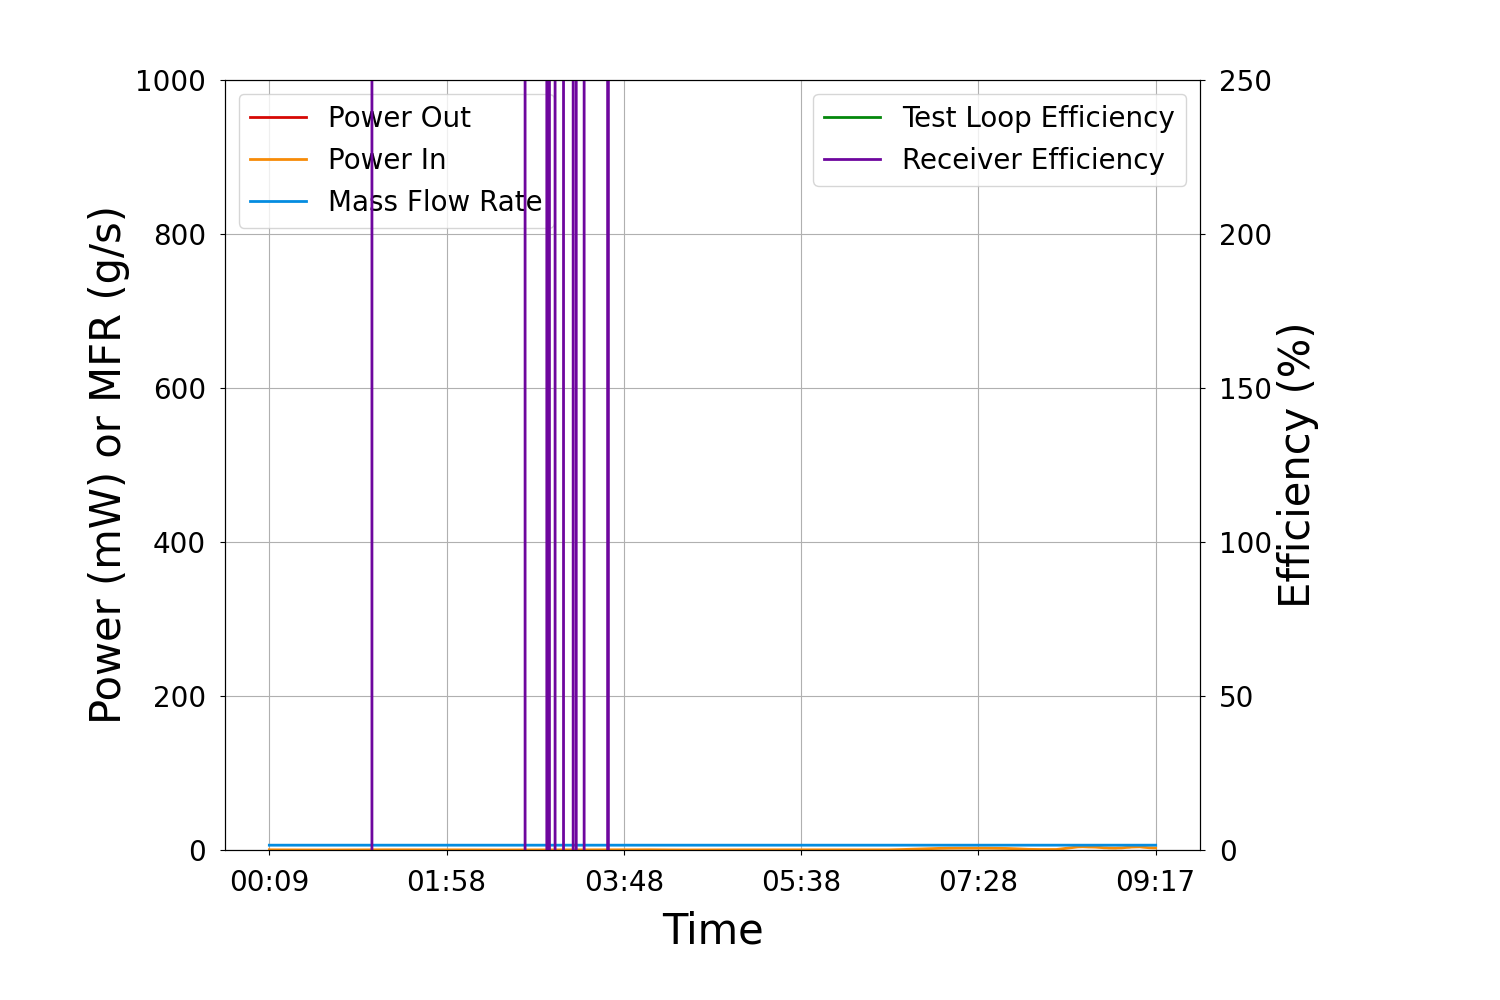 1000
800
600
400
200
0
Power (mW) or MFR (g/s)
Power Out
Power In
Mass Flow Rate
Test Loop Efficiency
Receiver Efficiency
250
200
150
100
50
0
Efficiency (%)
00:09 01:58 03:48 05:38 07:28 09:17
Time